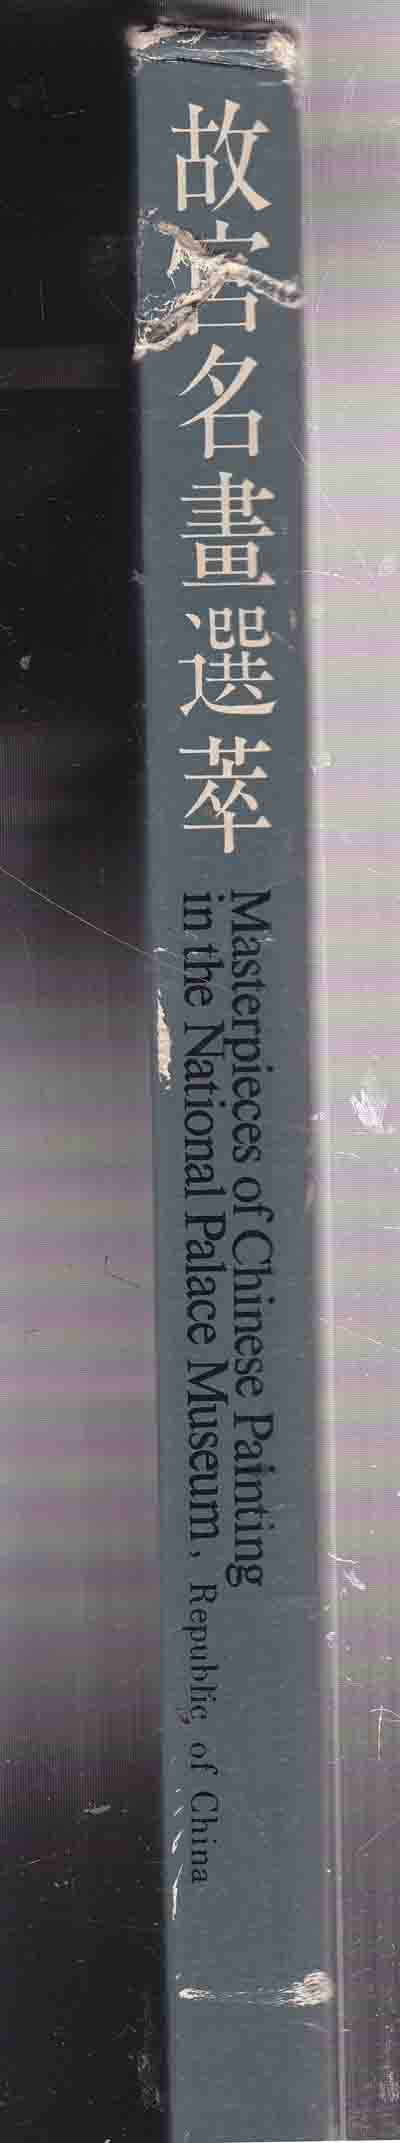 故宮名畫選萃
Masterpieces of Chinese Painting
in the National Palace Museum, Republic of China